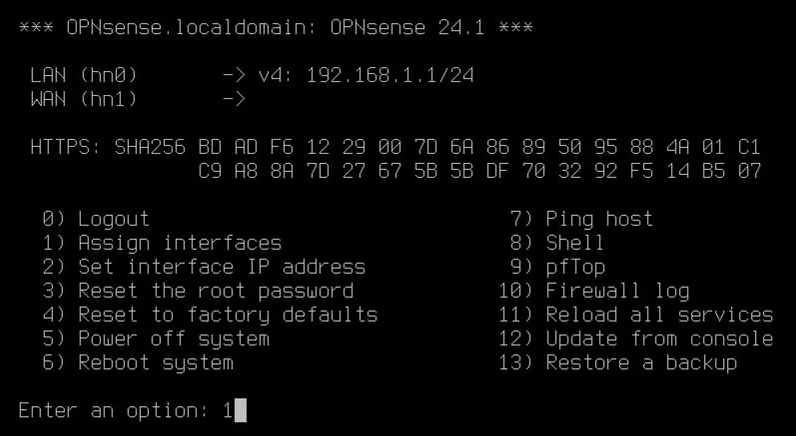 *** OPNsense.localdomain: OPNsense 24.1 ***
LAN (hn0) -> v4: 192.168.1.1/24
WAN (hn1) ->
HTTPS: SHA256 BD AD F6 12 29 00 7D 6A 86 89 50 95 88 4A 01 C1
C9 A8 8A 7D 27 67 5B 5B DF 70 32 92 F5 14 B5 07
0) Logout 7) Ping host
1) Assign interfaces 8) Shell
2) Set interface IP address 9) pfTop
3) Reset the root password 10) Firewall log
4) Reset to factory defaults 11) Reload all services
5) Power off system 12) Update from console
6) Reboot system 13) Restore a backup
Enter an option: 1